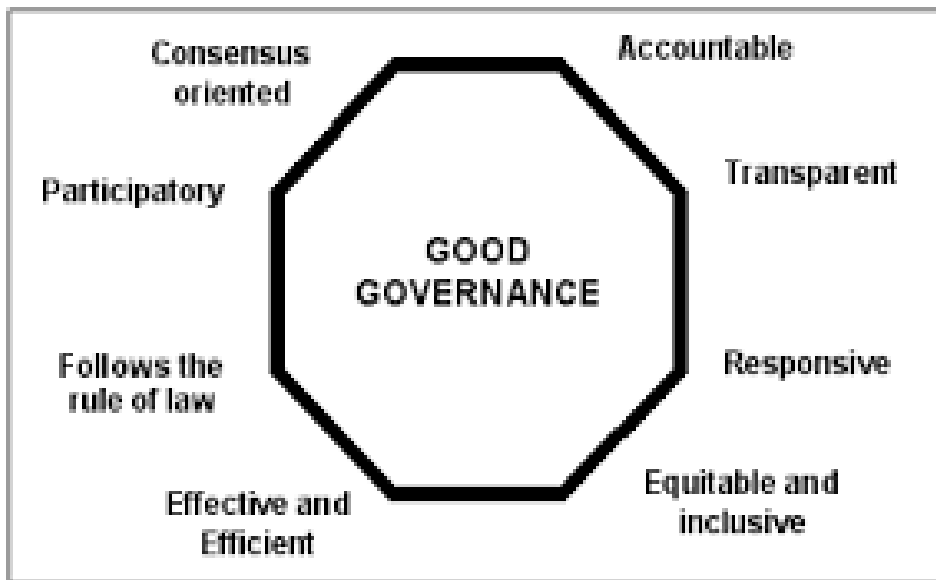 Consensus
oriented
Accountable
Participatory
Transparent
GOOD
GOVERNANCE
Follows the
rule of law
Responsive
Effective and
Efficient
Equitable and
inclusive